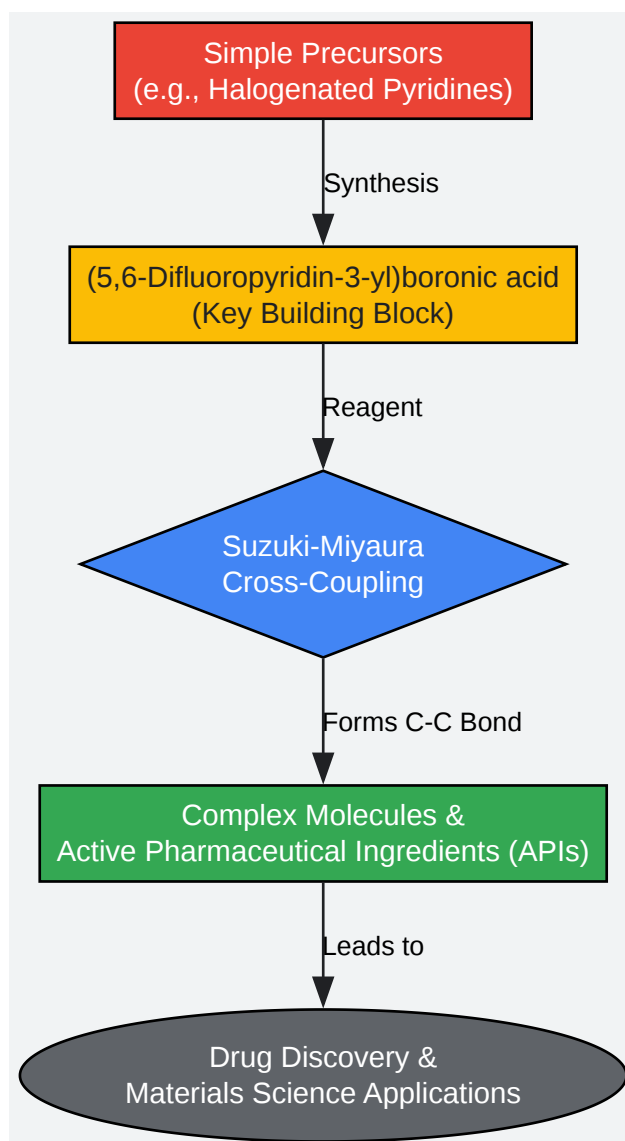 Simple Precursors
(e.g., Halogenated Pyridines)
Synthesis
(5,6-Difluoropyridin-3-yl)boronic acid
(Key Building Block)
Reagent
Suzuki-Miyaura
Cross-Coupling
Forms C-C Bond
Complex Molecules &
Active Pharmaceutical Ingredients (APIs)
Leads to
Drug Discovery &
Materials Science Applications